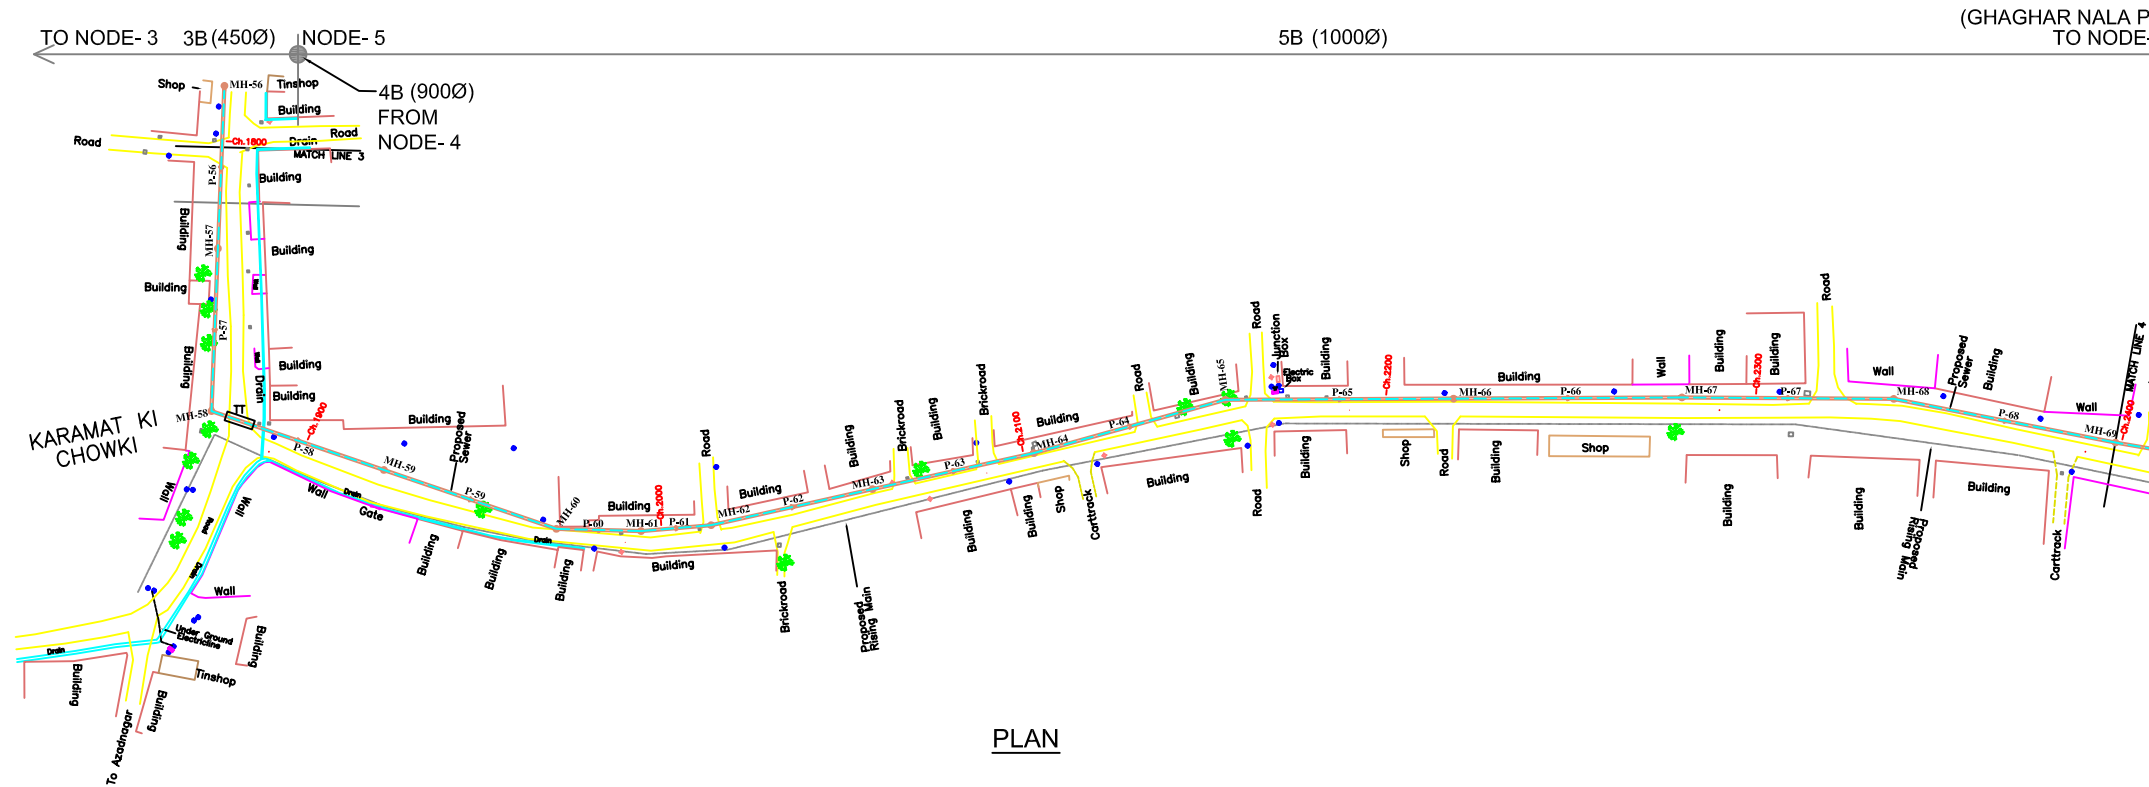 (GHAGHAR NALA P
TO NODE-
TO NODE- 3
3B (450Ø)
NODE- 5
5B (1000Ø)
4B (900Ø)
FROM
NODE- 4
Shop
MH-56
Tinshop
Building
Road
Road
Ch.1800
Drain
MATCH LINE 3
P-56
Building
Building
MH-57
Building
Building
P-57
Building
Building
Building
Drain
MH-58
TT
Ch.1900
P-58
KARAMAT KI
CHOWKI
Building
Proposed
Sewer
MH-59
P-59
Wall
Wall
Wall
Drain
Gate
Road
Drain
Wall
Under Ground
Electricline
Drain
Building
Building
Tinshop
Building
To Azadnagar
Building
Building
Building
Drain
MH-60
P-60
Building
MH-61
Ch.2000
P-61
Road
MH-62
Building
P-62
Building
Brickroad
Building
MH-63
Brickroad
Building
P-63
Brickroad
Ch.2100
Building
MH-64
P-64
Road
Building
MH-65
Proposed
Rising Main
Building
Building
Shop
Carttrack
Building
Road
Road
Junction
Box
Electric
Box
Building
P-65
Ch.2200
Building
MH-66
P-66
Wall
MH-67
Building
Ch.2300
Building
P-67
Road
Wall
MH-68
Proposed
Sewer
Building
P-68
Wall
MH-69
Ch.2400
MATCH LINE 4
Building
Shop
Road
Building
Shop
Building
Building
Proposed
Rising Main
Building
Carttrack
PLAN